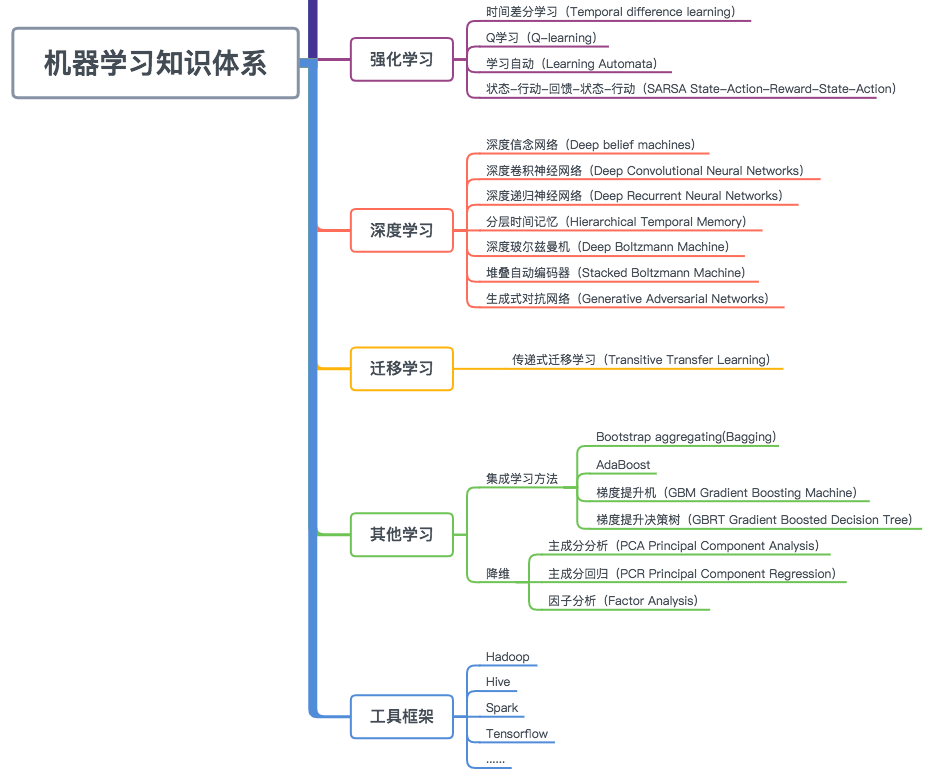 机器学习知识体系
强化学习
时间差分学习（Temporal difference learning）
Q学习（Q-learning）
学习自动（Learning Automata）
状态-行动-回馈-状态-行动（SARSA State-Action-Reward-State-Action）
深度学习
深度信念网络（Deep belief machines）
深度卷积神经网络（Deep Convolutional Neural Networks）
深度递归神经网络（Deep Recurrent Neural Networks）
分层时间记忆（Hierarchical Temporal Memory）
深度玻尔兹曼机（Deep Boltzmann Machine）
堆叠自动编码器（Stacked Boltzmann Machine）
生成式对抗网络（Generative Adversarial Networks）
迁移学习
传递式迁移学习（Transitive Transfer Learning）
其他学习
集成学习方法
Bootstrap aggregating(Bagging)
AdaBoost
梯度提升机（GBM Gradient Boosting Machine）
梯度提升决策树（GBRT Gradient Boosted Decision Tree）
降维
主成分分析（PCA Principal Component Analysis）
主成分回归（PCR Principal Component Regression）
因子分析（Factor Analysis）
工具框架
Hadoop
Hive
Spark
Tensorflow
......